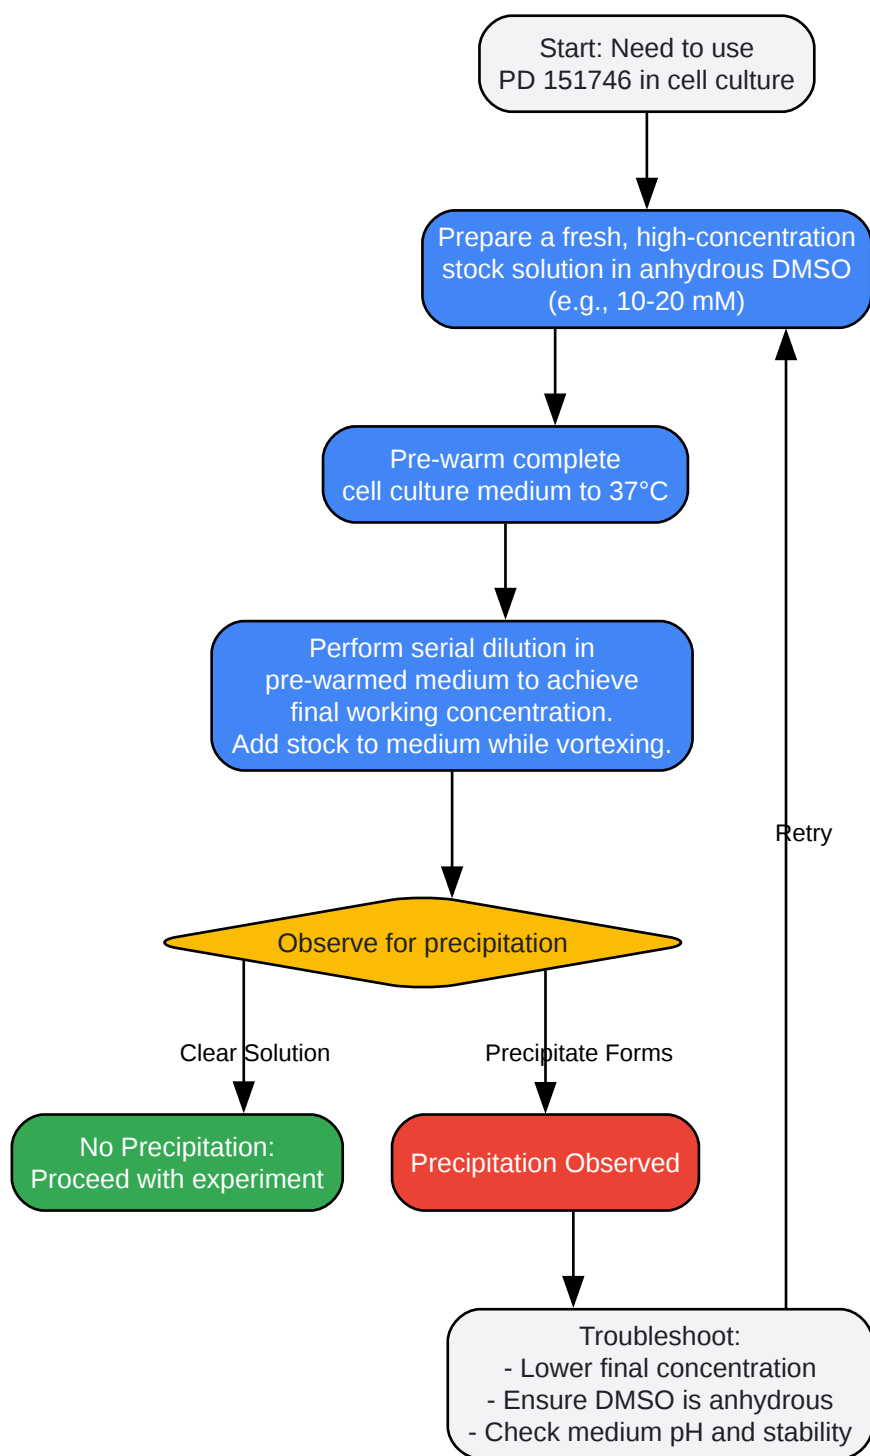 Start: Need to use
PD 151746 in cell culture
Prepare a fresh, high-concentration
stock solution in anhydrous DMSO
(e.g., 10-20 mM)
Pre-warm complete
cell culture medium to 37°C
Perform serial dilution in
pre-warmed medium to achieve
final working concentration.
Add stock to medium while vortexing.
Retry
Observe for precipitation
Clear Solution
Precipitate Forms
No Precipitation:
Proceed with experiment
Precipitation Observed
Troubleshoot:
- Lower final concentration
- Ensure DMSO is anhydrous
- Check medium pH and stability